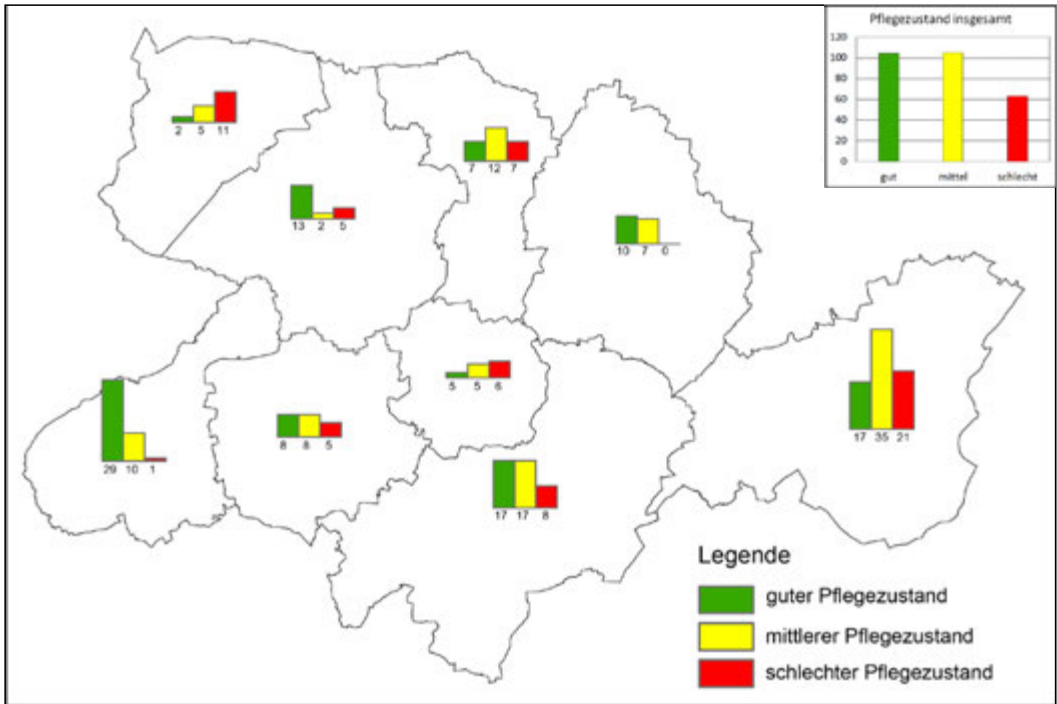 Pflegezustand insgesamt
120
100
80
60
40
20
0
gut mittel schlecht
2 5 11
7 12 7
13 2 5
10 7 0
5 5 6
29 10 1
8 8 5
17 35 21
17 17 8
Legende
guter Pflegezustand
mittlerer Pflegezustand
schlechter Pflegezustand